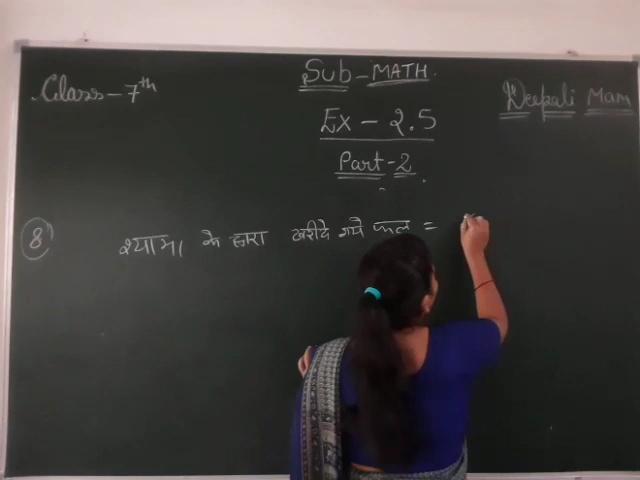 Sub-MATH.
Class-7th
Deepali Mam
Ex - 2.5
Part-2
8) श्यामा के द्वारा खरीदे गये फल =